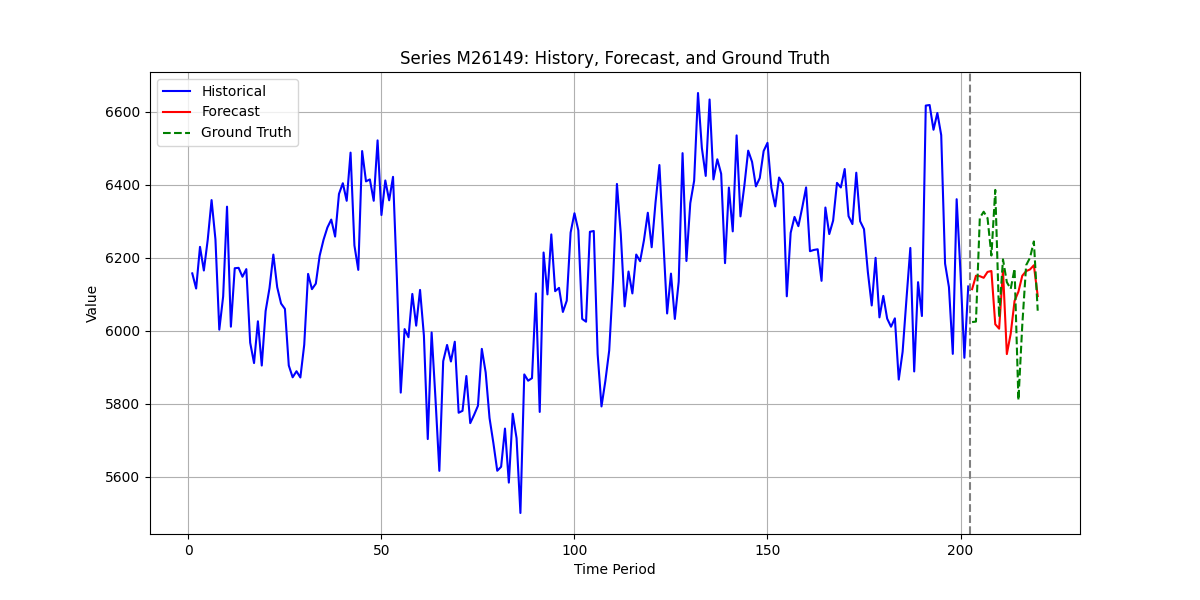 Series M26149: History, Forecast, and Ground Truth
Historical
Forecast
Ground Truth
6600
6400
6200
6000
5800
5600
Value
0
50
100
150
200
Time Period